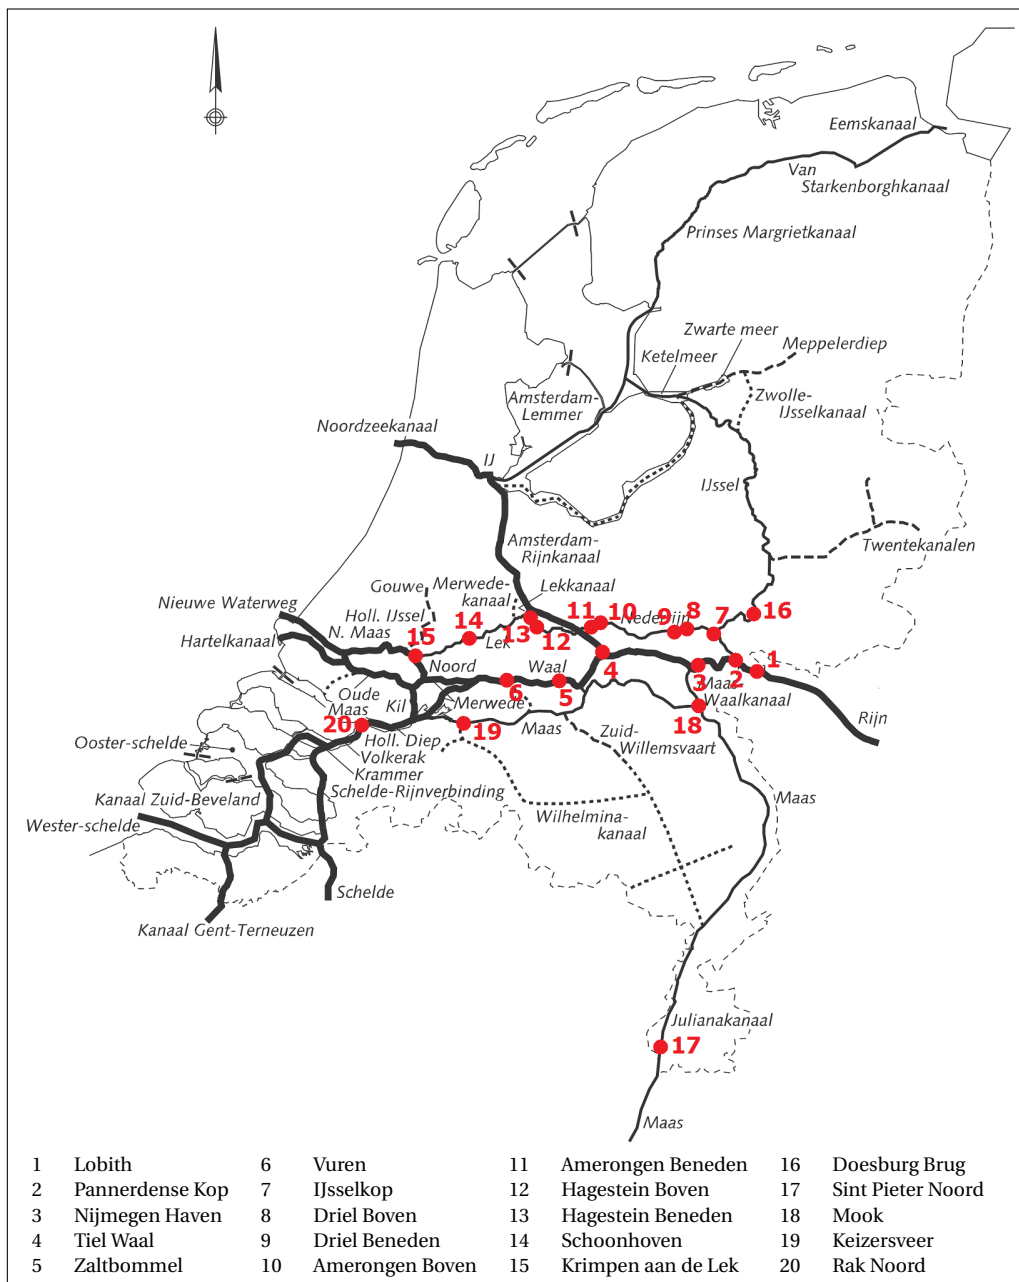 Eemskanaal
Van
Starkenborghkanaal
Prinses Margrietkanaal
Zwarte meer
Meppelerdiep
Ketelmeer
Amsterdam-
Lemmer
Zwolle-
IJsselkanaal
Noordzeekanaal
IJ
IJssel
Amsterdam-
Rijnkanaal
Twentekanalen
Gouwe
Merwede-
kanaal
Lekkanaal
Nieuwe Waterweg
Holl. IJssel
N. Maas
Hartelkanaal
Lek
Nederrijn
11
10
9
8
7
16
15
14
13
12
Noord
Waal
4
3
2
1
Oude
Maas
Kil
Merwede
6
5
Maas
Waalkanaal
Rijn
20
19
18
Holl. Diep
Maas
Zuid-
Willemsvaart
Ooster-schelde
Volkerak
Krammer
Schelde-Rijnverbinding
Kanaal Zuid-Beveland
Wester-schelde
Wilhelmina-
kanaal
Maas
Schelde
Kanaal Gent-Terneuzen
Julianakanaal
17
Maas
1 Lobith 6 Vuren 11 Amerongen Beneden 16 Doesburg Brug
2 Pannerdense Kop 7 IJsselkop 12 Hagestein Boven 17 Sint Pieter Noord
3 Nijmegen Haven 8 Driel Boven 13 Hagestein Beneden 18 Mook
4 Tiel Waal 9 Driel Beneden 14 Schoonhoven 19 Keizersveer
5 Zaltbommel 10 Amerongen Boven 15 Krimpen aan de Lek 20 Rak Noord